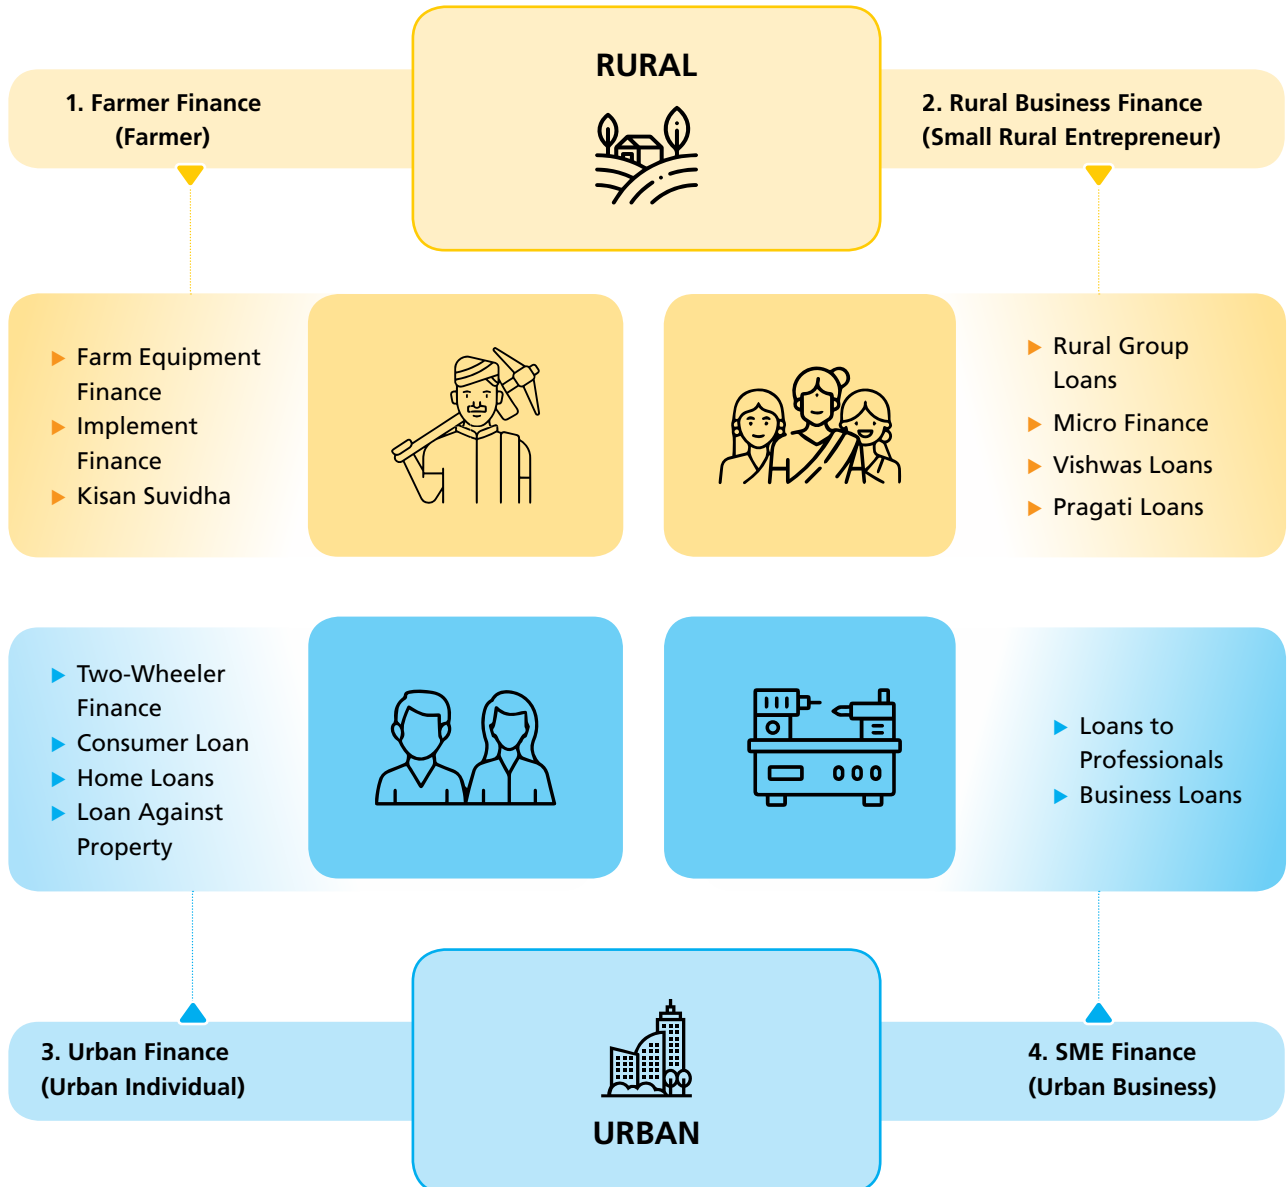 RURAL
1. Farmer Finance
(Farmer)
2. Rural Business Finance
(Small Rural Entrepreneur)
Farm Equipment
Finance
Implement
Finance
Kisan Suvidha
Rural Group
Loans
Micro Finance
Vishwas Loans
Pragati Loans
Two-Wheeler
Finance
Consumer Loan
Home Loans
Loan Against
Property
Loans to
Professionals
Business Loans
3. Urban Finance
(Urban Individual)
4. SME Finance
(Urban Business)
URBAN